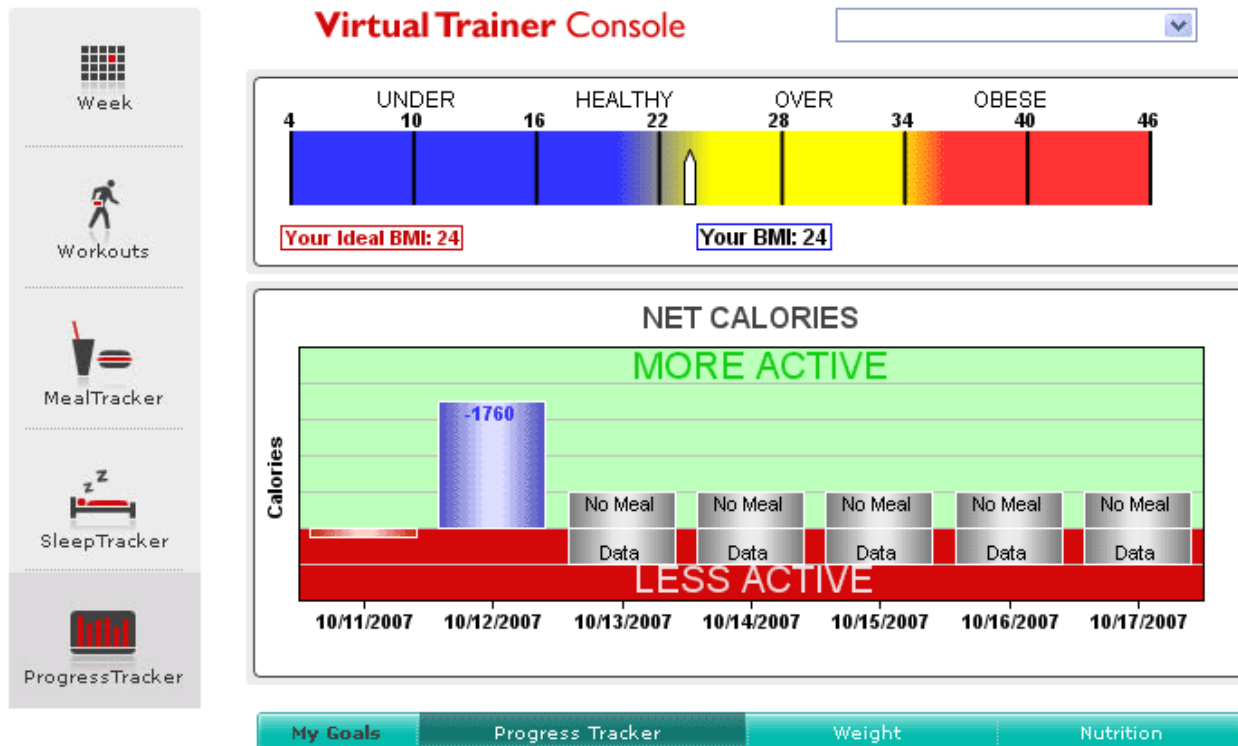 Virtual Trainer Console
Week
Workouts
MealTracker
z z
SleepTracker
ProgressTracker
UNDER HEALTHY OVER OBESE
4 10 16 22 28 34 40 46
Your Ideal BMI: 24 Your BMI: 24
NET CALORIES
MORE ACTIVE
-1760
Calories
No Meal No Meal No Meal No Meal No Meal
Data Data Data Data Data
LESS ACTIVE
10/11/2007 10/12/2007 10/13/2007 10/14/2007 10/15/2007 10/16/2007 10/17/2007
My Goals Progress Tracker Weight Nutrition